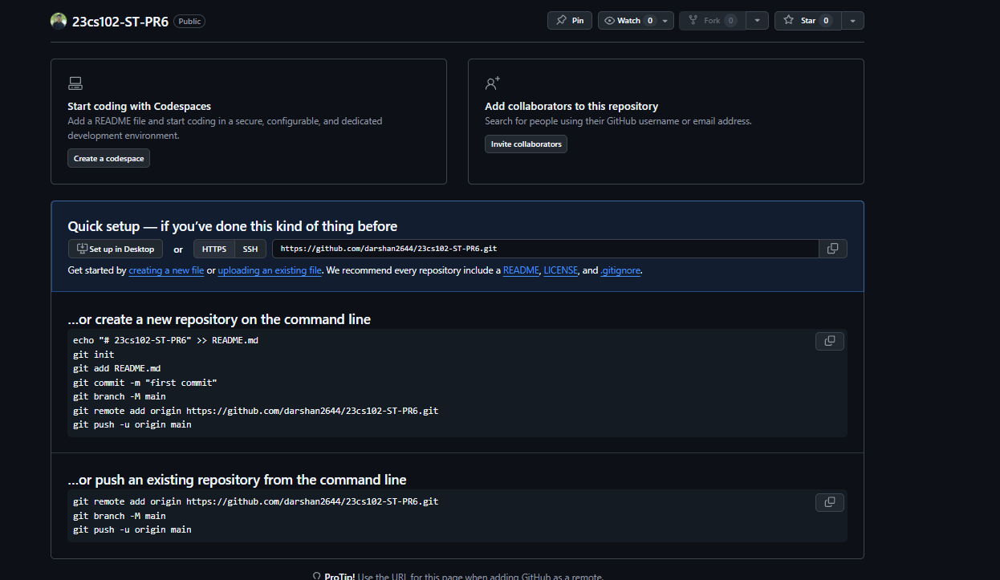 23cs102-ST-PR6 Public Pin Watch 0 Fork 0 Star 0
Start coding with Codespaces
Add a README file and start coding in a secure, configurable, and dedicated
development environment.
Create a codespace
Add collaborators to this repository
Search for people using their GitHub username or email address.
Invite collaborators
Quick setup — if you’ve done this kind of thing before
Set up in Desktop or HTTPS SSH https://github.com/darshan2644/23cs102-ST-PR6.git
Get started by creating a new file or uploading an existing file. We recommend every repository include a README, LICENSE, and .gitignore.
…or create a new repository on the command line
echo "# 23cs102-ST-PR6" >> README.md
git init
git add README.md
git commit -m "first commit"
git branch -M main
git remote add origin https://github.com/darshan2644/23cs102-ST-PR6.git
git push -u origin main
…or push an existing repository from the command line
git remote add origin https://github.com/darshan2644/23cs102-ST-PR6.git
git branch -M main
git push -u origin main
ProTip! Use the URL for this page when adding GitHub as a remote.